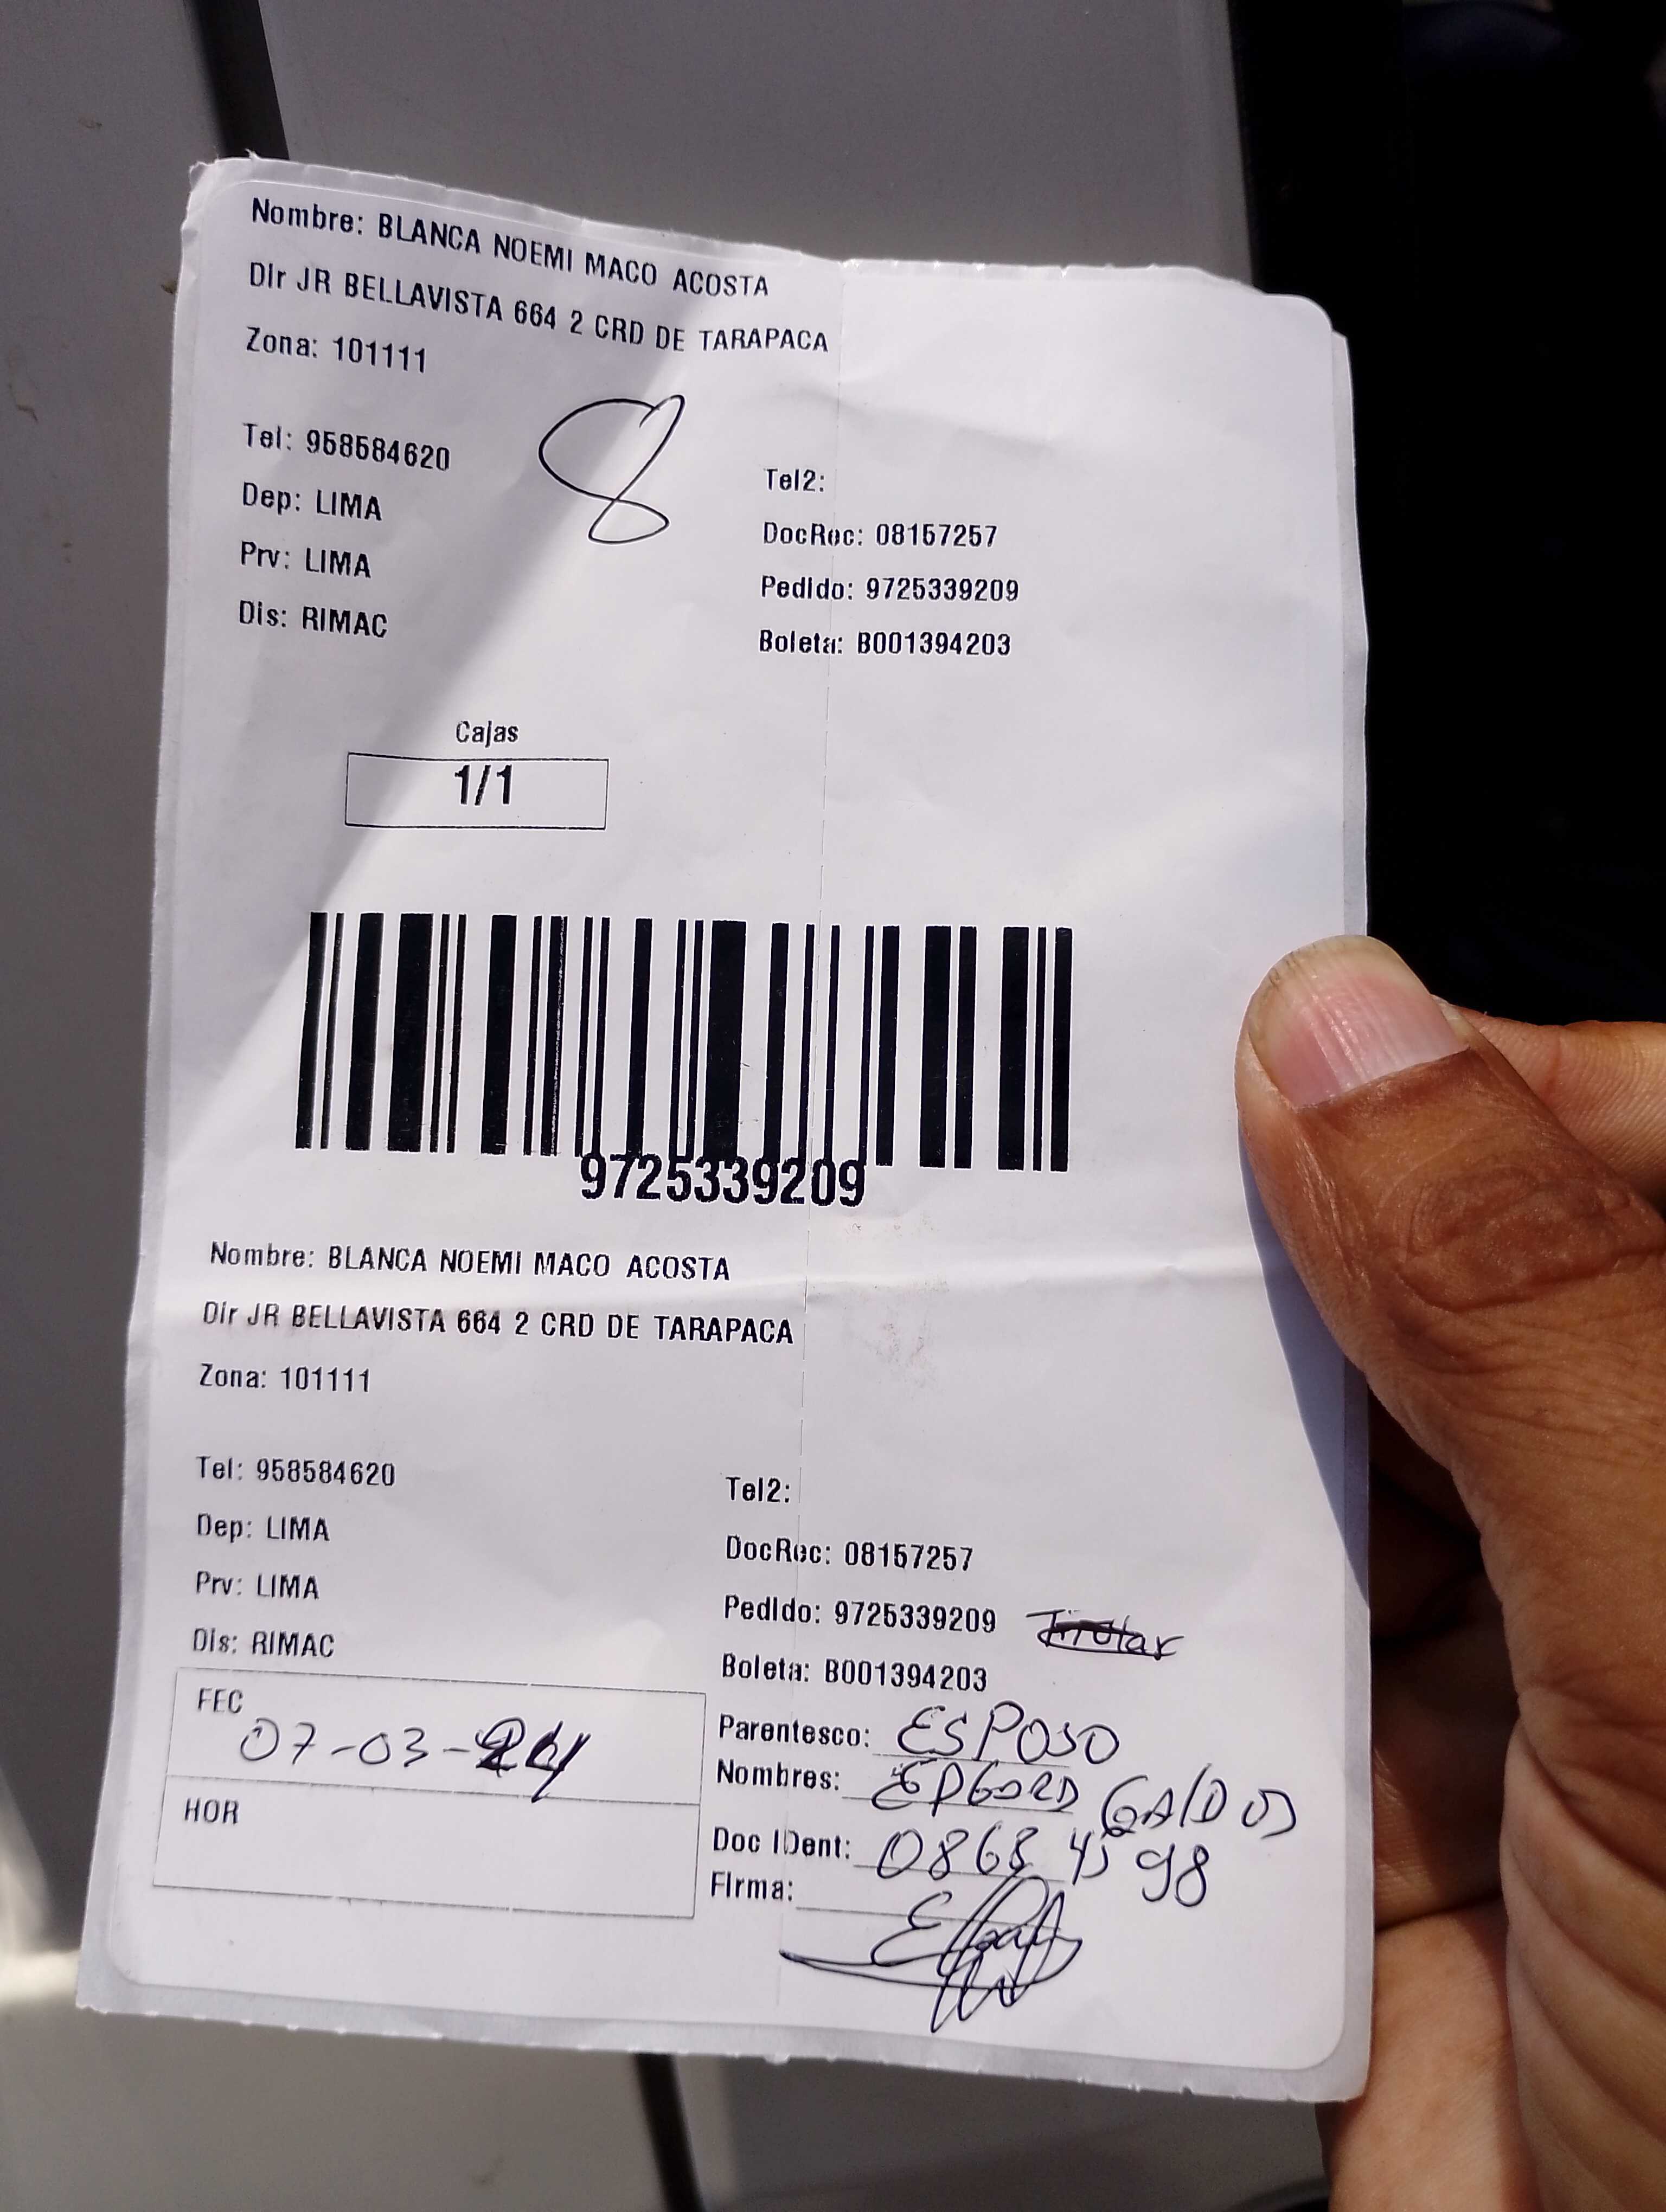 Nombre: BLANCA NOEMI MACO ACOSTA
Dir JR BELLAVISTA 664 2 CRD DE TARAPACA
Zona: 101111
8
Tel: 958584620
Tel2:
Dep: LIMA
DocRec: 08157257
Prv: LIMA
Pedido: 9725339209
Dis: RIMAC
Boleta: B001394203
Cajas
1/1
9725339209
Nombre: BLANCA NOEMI MACO ACOSTA
Dir JR BELLAVISTA 664 2 CRD DE TARAPACA
Zona: 101111
Tel: 958584620
Tel2:
Dep: LIMA
DocRec: 08157257
Prv: LIMA
Pedido: 9725339209
Dis: RIMAC
Boleta: B001394203
FEC
07-03-
HOR
Parentesco: ESPOSO
Nombres:
Doc IDent:
Firma: